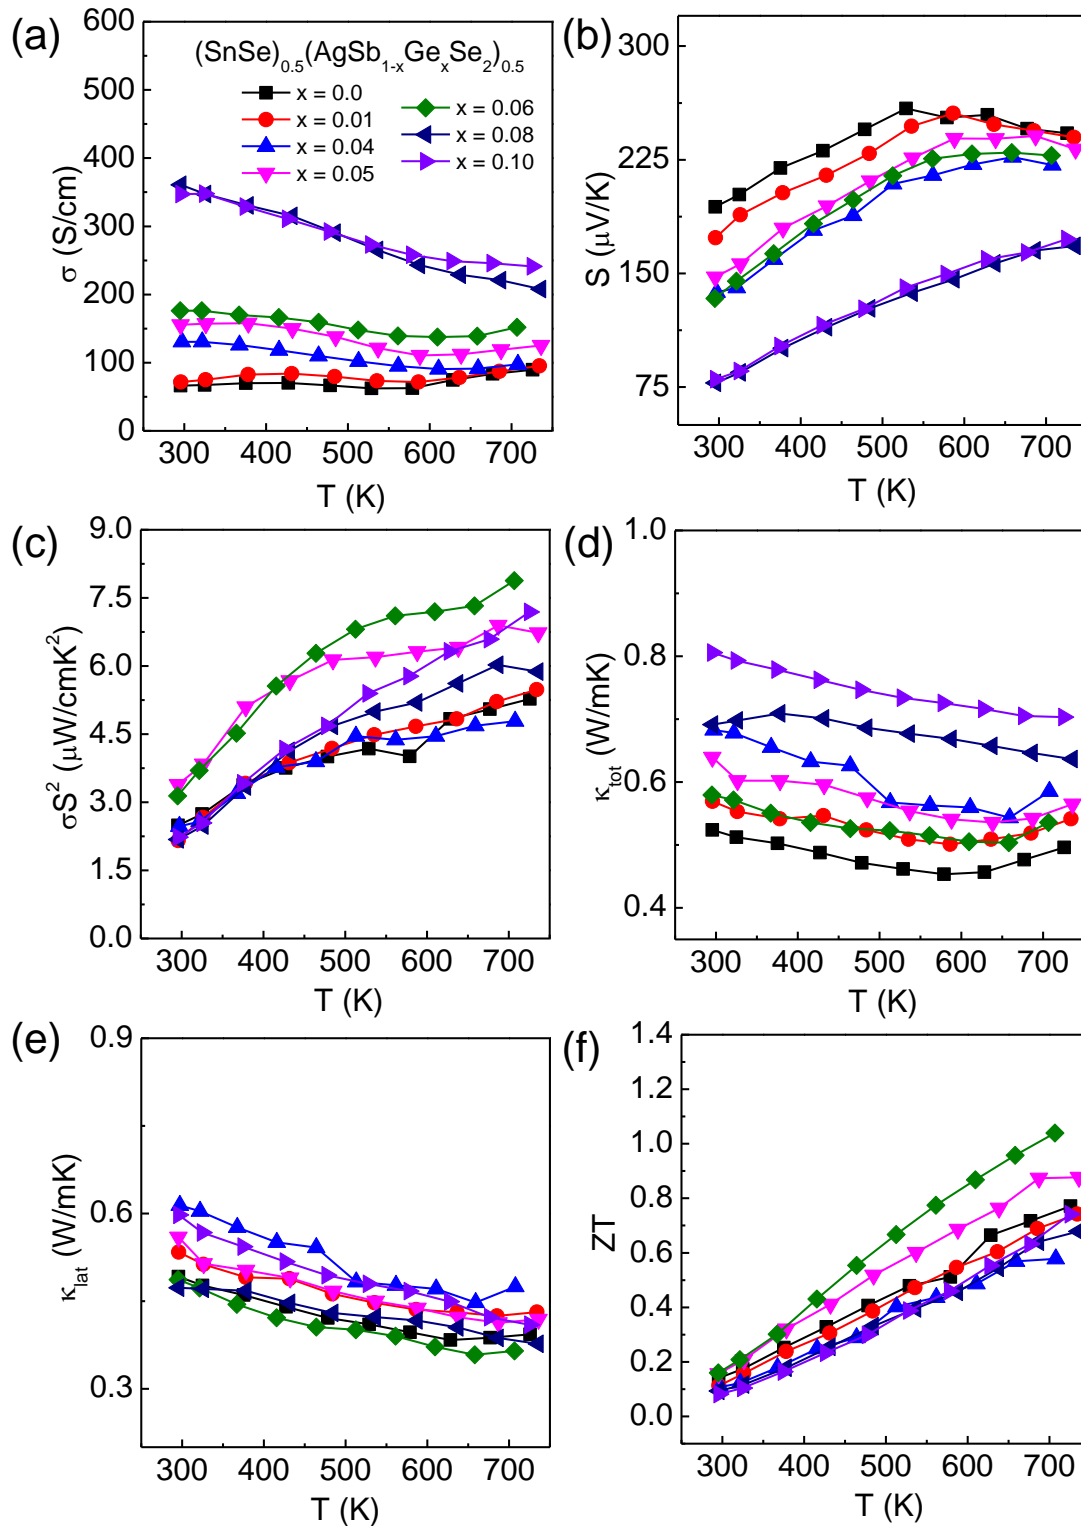 (a)
600
500
400
300
200
100
0
σ (S/cm)
(SnSe)0.5(AgSb1-xGexSe2)0.5
x = 0.0
x = 0.01
x = 0.04
x = 0.05
x = 0.06
x = 0.08
x = 0.10
300 400 500 600 700
T (K)
(b)
300
225
150
75
S (μV/K)
300 400 500 600 700
T (K)
(c)
9.0
7.5
6.0
4.5
3.0
1.5
0.0
σS² (μW/cmK²)
300 400 500 600 700
T (K)
(d)
1.0
0.8
0.6
0.4
κtot (W/mK)
300 400 500 600 700
T (K)
(e)
0.9
0.6
0.3
κlat (W/mK)
300 400 500 600 700
T (K)
(f)
1.4
1.2
1.0
0.8
0.6
0.4
0.2
0.0
ZT
300 400 500 600 700
T (K)